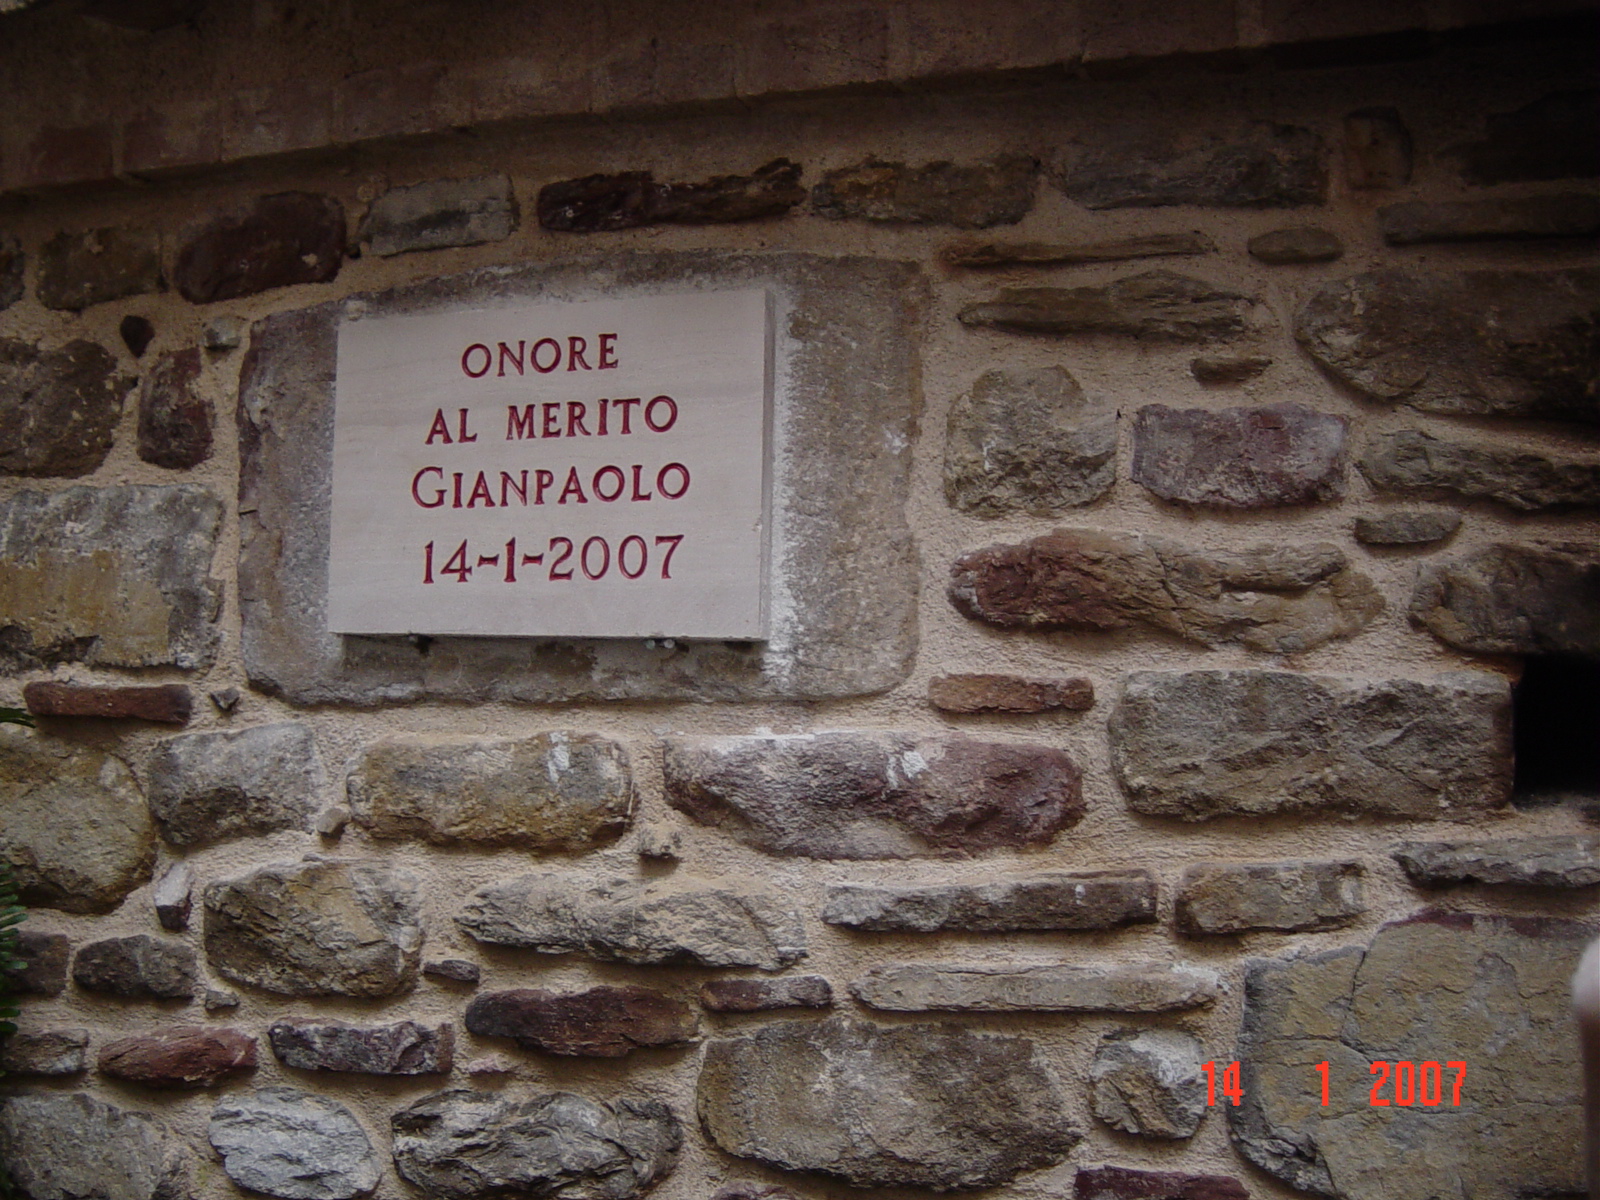 ONORE
AL MERITO
GIANPAOLO
14-1-2007
14 1 2007